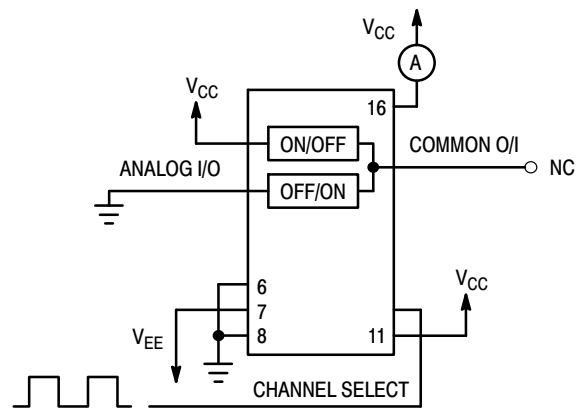 V_CC
A
V_CC
16
ON/OFF
COMMON O/I
ANALOG I/O
OFF/ON
NC
6
V_CC
7
V_EE
8
11
CHANNEL SELECT